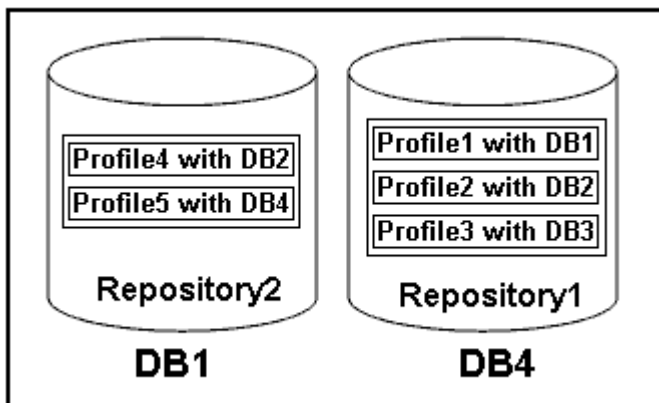 Profile4 with DB2
Profile5 with DB4
Repository2
DB1
Profile1 with DB1
Profile2 with DB2
Profile3 with DB3
Repository1
DB4